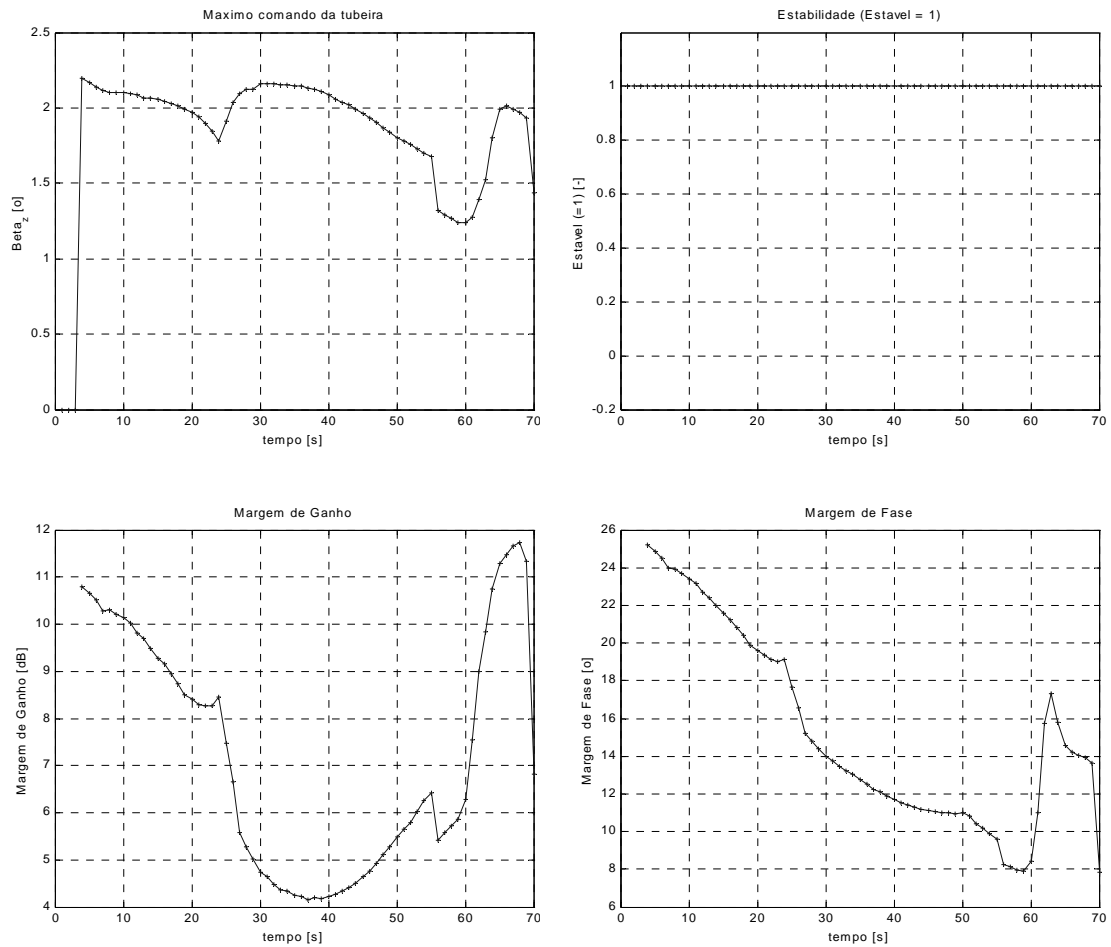 Maximo comando da tubeira
2.5
2
1.5
1
0.5
0
Beta_z [o]
0 10 20 30 40 50 60 70
tempo [s]
Estabilidade (Estavel = 1)
1
0.8
0.6
0.4
0.2
0
-0.2
Estavel (=1) [-]
0 10 20 30 40 50 60 70
tempo [s]
Margem de Ganho
12
11
10
9
8
7
6
5
4
Margem de Ganho [dB]
0 10 20 30 40 50 60 70
tempo [s]
Margem de Fase
26
24
22
20
18
16
14
12
10
8
6
Margem de Fase [o]
0 10 20 30 40 50 60 70
tempo [s]